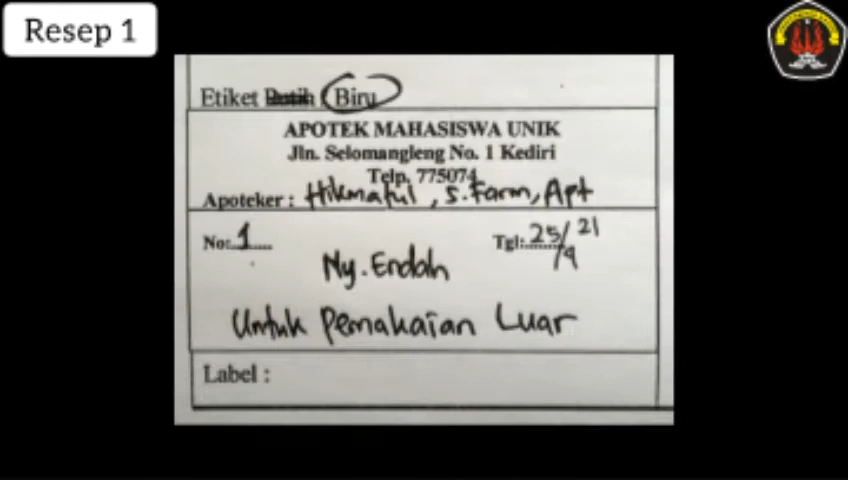 Resep 1
Etiket Putih Biru
APOTEK MAHASISWA UNIK
Jln. Selomangleng No. 1 Kediri
Telp. 775074
Apoteker : Hikmatul, S.Farm, Apt
No: 1 Tgl: 25/9 21
Ny. Endah
Untuk Pemakaian Luar
Label :